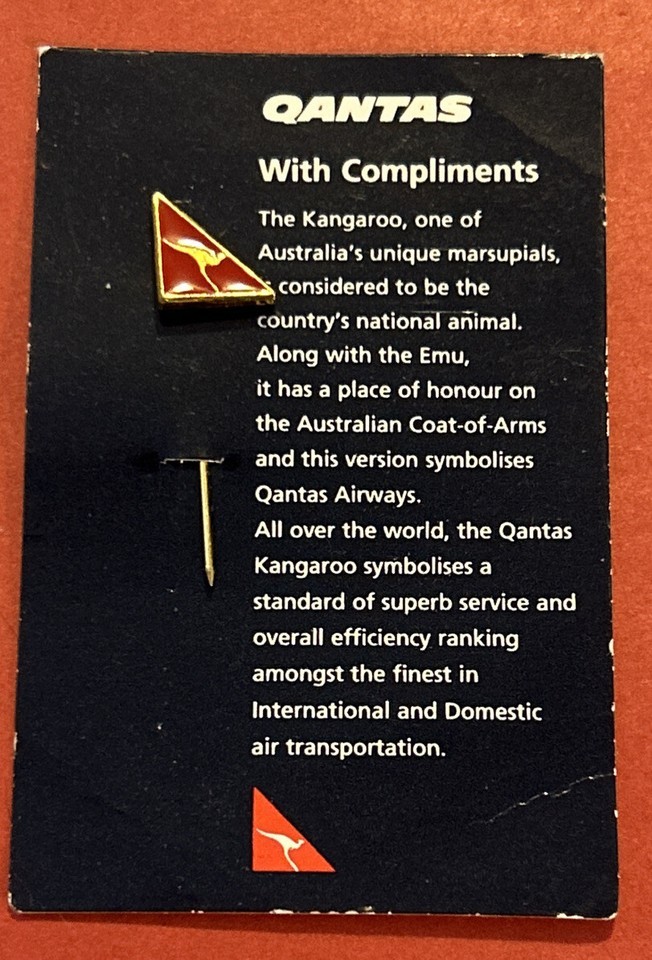 QANTAS
With Compliments
The Kangaroo, one of
Australia's unique marsupials,
considered to be the
country's national animal.
Along with the Emu,
it has a place of honour on
the Australian Coat-of-Arms
and this version symbolises
Qantas Airways.
All over the world, the Qantas
Kangaroo symbolises a
standard of superb service and
overall efficiency ranking
amongst the finest in
International and Domestic
air transportation.